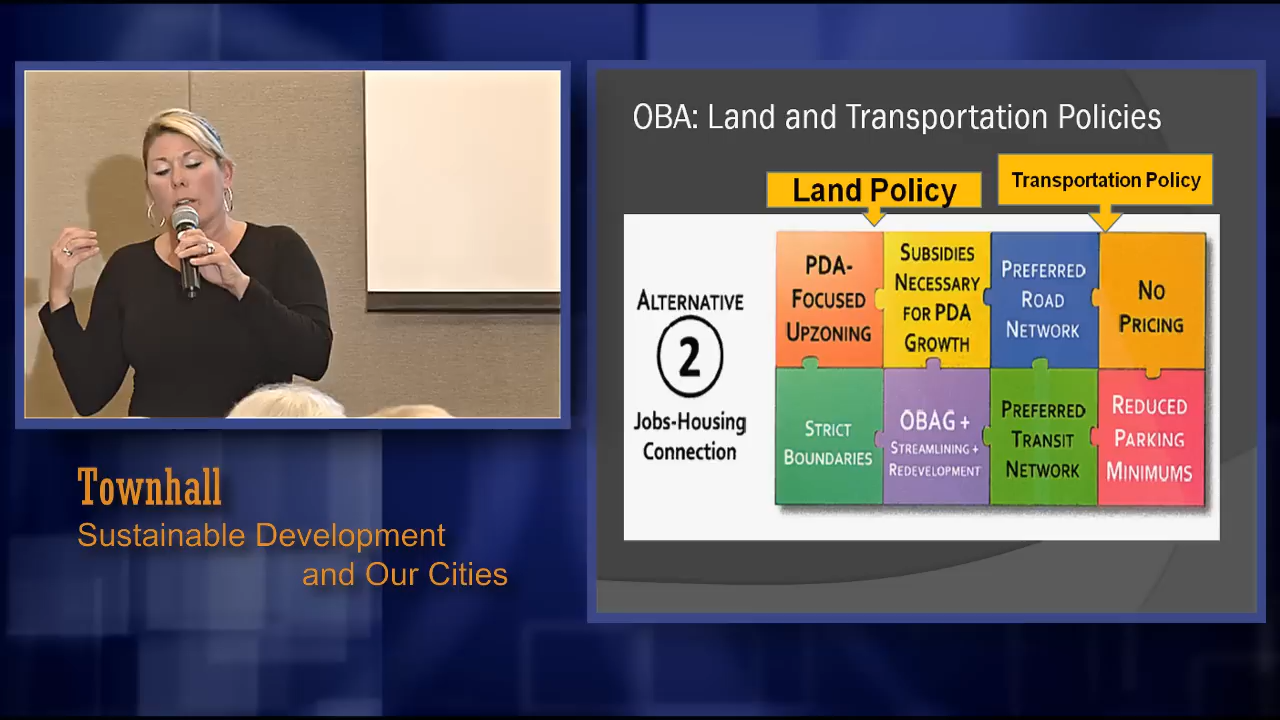 OBA: Land and Transportation Policies
Land Policy
Transportation Policy
ALTERNATIVE
2
Jobs-Housing
Connection
PDA-
FOCUSED
UPZONING
SUBSIDIES
NECESSARY
FOR PDA
GROWTH
PREFERRED
ROAD
NETWORK
NO
PRICING
STRICT
BOUNDARIES
OBAG +
STREAMLINING +
REDEVELOPMENT
PREFERRED
TRANSIT
NETWORK
REDUCED
PARKING
MINIMUMS
Townhall
Sustainable Development
and Our Cities